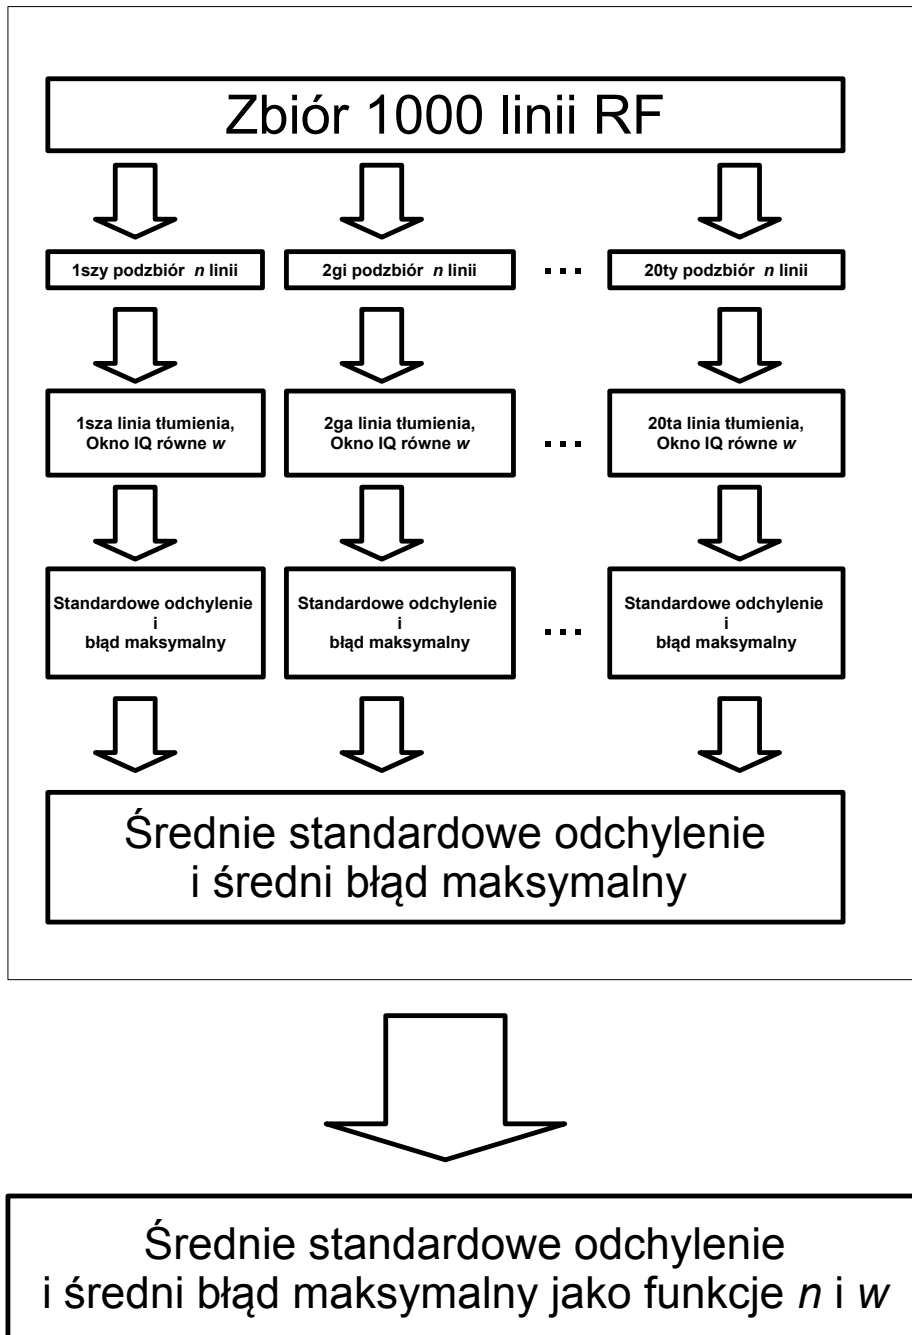 Zbiór 1000 linii RF
1szy podzbiór n linii
2gi podzbiór n linii
...
20ty podzbiór n linii
1sza linia tłumienia,
Okno IQ równe w
2ga linia tłumienia,
Okno IQ równe w
...
20ta linia tłumienia,
Okno IQ równe w
Standardowe odchylenie
i
błąd maksymalny
Standardowe odchylenie
i
błąd maksymalny
...
Standardowe odchylenie
i
błąd maksymalny
Średnie standardowe odchylenie
i średni błąd maksymalny
Średnie standardowe odchylenie
i średni błąd maksymalny jako funkcje n i w